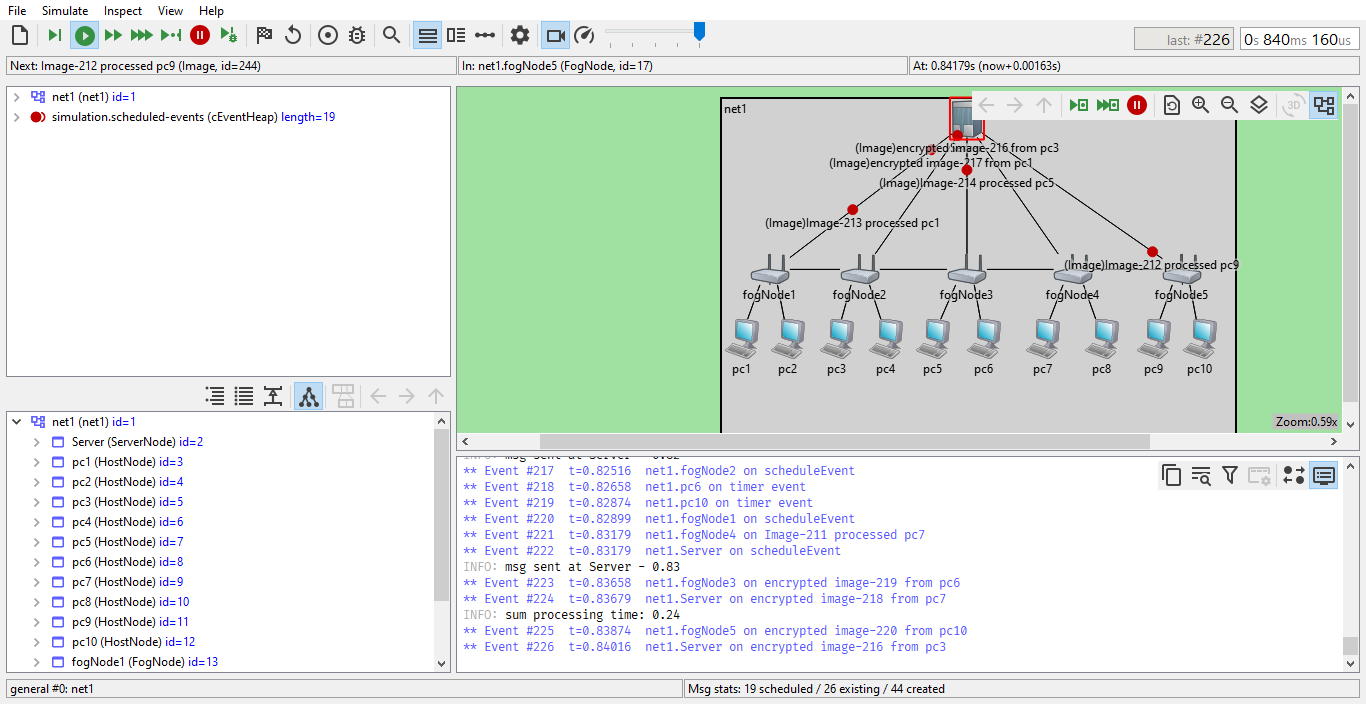 File Simulate Inspect View Help
last: #226 0s 840ms 160us
Next: Image-212 processed pc9 (Image, id=244) In: net1.fogNode5 (FogNode, id=17) At: 0.84179s (now+0.00163s)
net1 (net1) id=1
simulation.scheduled-events (cEventHeap) length=19
net1
3D
(Image)encrypted image-216 from pc3
(Image)encrypted image-217 from pc1
(Image)Image-214 processed pc5
(Image)Image-213 processed pc1
(Image)Image-212 processed pc9
fogNode1 fogNode2 fogNode3 fogNode4 fogNode5
pc1 pc2 pc3 pc4 pc5 pc6 pc7 pc8 pc9 pc10
Zoom:0.59x
net1 (net1) id=1
Server (ServerNode) id=2
pc1 (HostNode) id=3
pc2 (HostNode) id=4
pc3 (HostNode) id=5
pc4 (HostNode) id=6
pc5 (HostNode) id=7
pc6 (HostNode) id=8
pc7 (HostNode) id=9
pc8 (HostNode) id=10
pc9 (HostNode) id=11
pc10 (HostNode) id=12
fogNode1 (FogNode) id=13
INFO: msg sent at Server - 0.82
** Event #217 t=0.82516 net1.fogNode2 on scheduleEvent
** Event #218 t=0.82658 net1.pc6 on timer event
** Event #219 t=0.82874 net1.pc10 on timer event
** Event #220 t=0.82899 net1.fogNode1 on scheduleEvent
** Event #221 t=0.83179 net1.fogNode4 on Image-211 processed pc7
** Event #222 t=0.83179 net1.Server on scheduleEvent
INFO: msg sent at Server - 0.83
** Event #223 t=0.83658 net1.fogNode3 on encrypted image-219 from pc6
** Event #224 t=0.83679 net1.Server on encrypted image-218 from pc7
INFO: sum processing time: 0.24
** Event #225 t=0.83874 net1.fogNode5 on encrypted image-220 from pc10
** Event #226 t=0.84016 net1.Server on encrypted image-216 from pc3
general #0: net1 Msg stats: 19 scheduled / 26 existing / 44 created